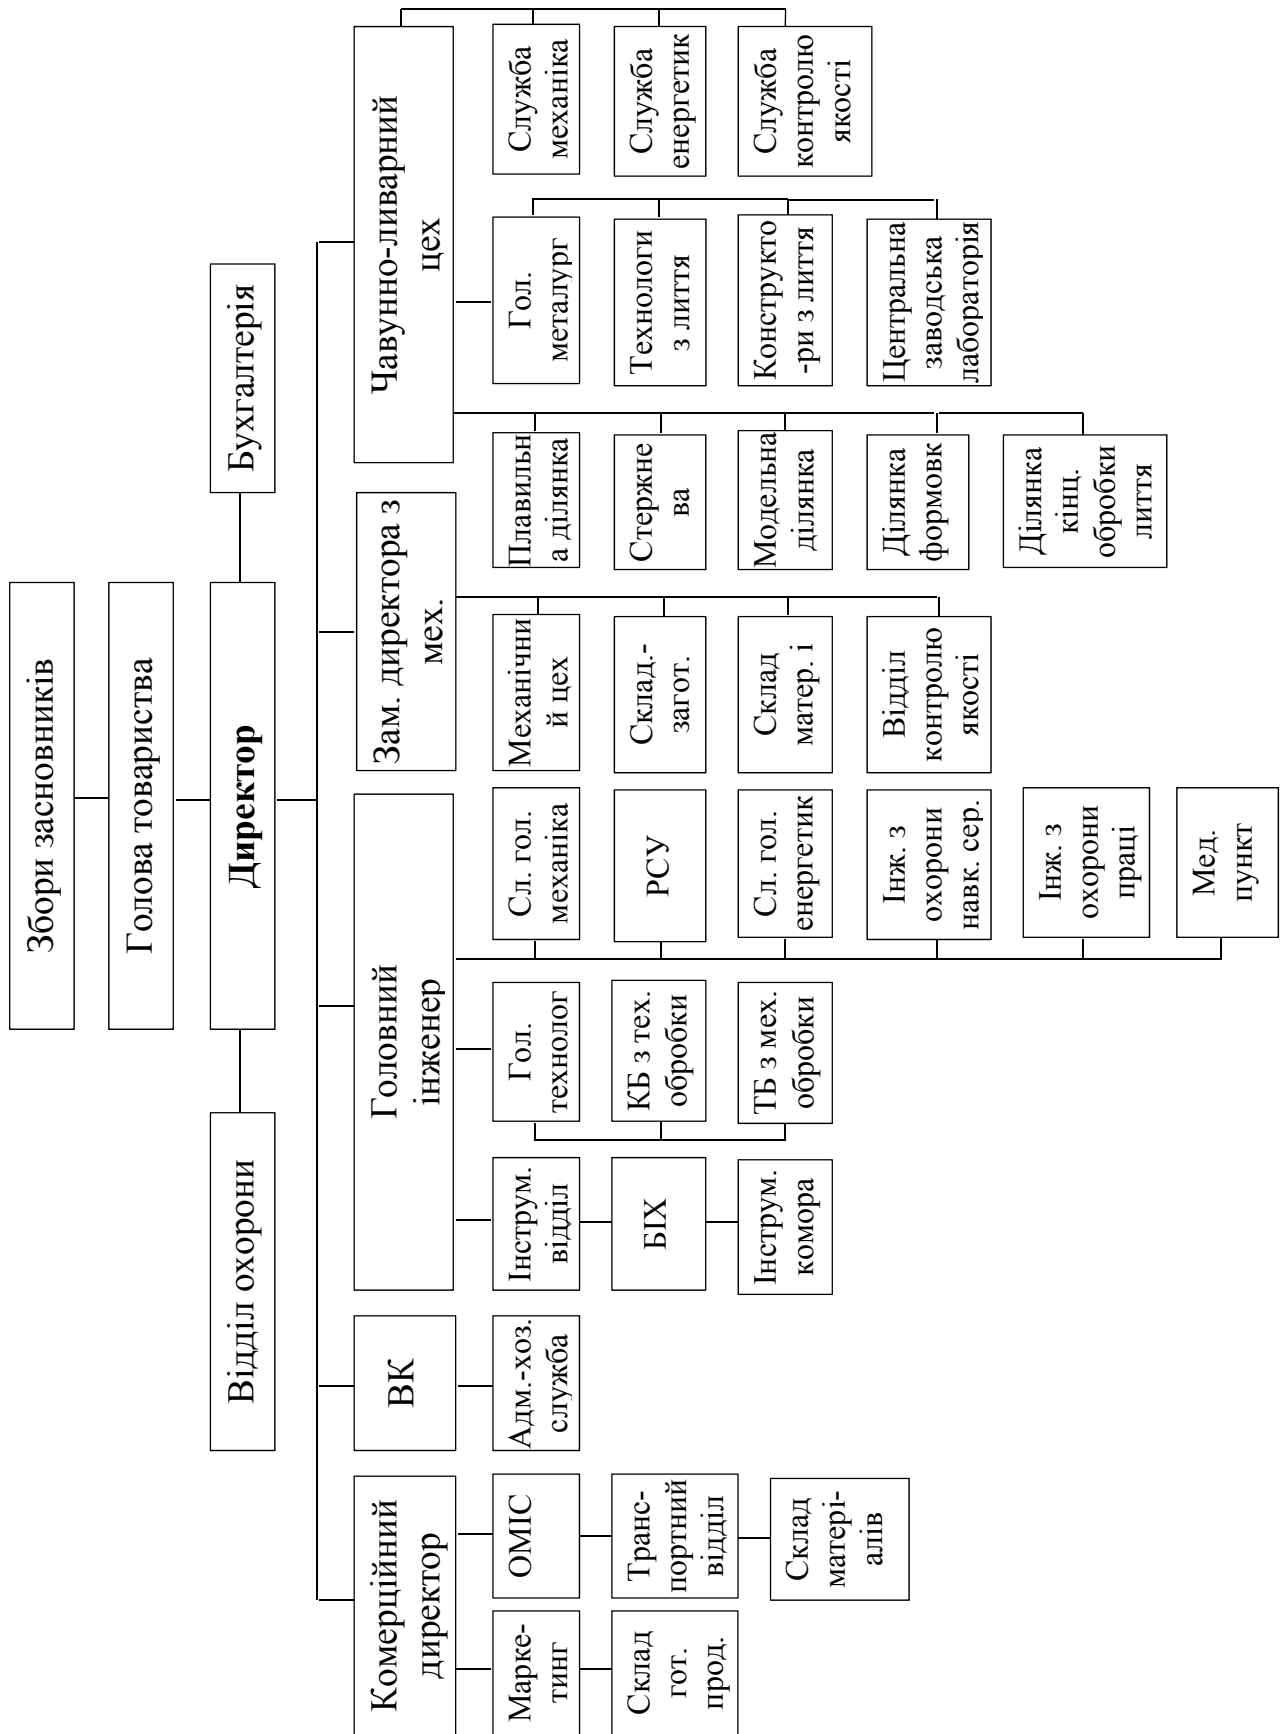 Збори засновників
Голова товариства
Відділ охорони
Директор
Бухгалтерія
Комерційний
директор
ВК
Головний
інженер
Зам. директора з
мех.
Чавунно-ливарний
цех
Марке-
тинг
Склад
гот.
прод.
ОМІС
Транс-
портний
відділ
Склад
матері-
алів
Адм.-хоз.
служба
Інструм.
відділ
БІХ
Інструм.
комора
Гол.
технолог
КБ з тех.
обробки
ТБ з мех.
обробки
Сл. гол.
механіка
РСУ
Сл. гол.
енергетик
Інж. з
охорони
навк. сер.
Інж. з
охорони
праці
Мед.
пункт
Механічни
й цех
Склад.-
загот.
Склад
матер. і
Відділ
контролю
якості
Плавильн
а ділянка
Стержне
ва
Модельна
ділянка
Ділянка
формовк
Ділянка
кінц.
обробки
лиття
Гол.
металург
Технологи
з лиття
Конструкто
-ри з лиття
Центральна
заводська
лабораторія
Служба
механіка
Служба
енергетик
Служба
контролю
якості